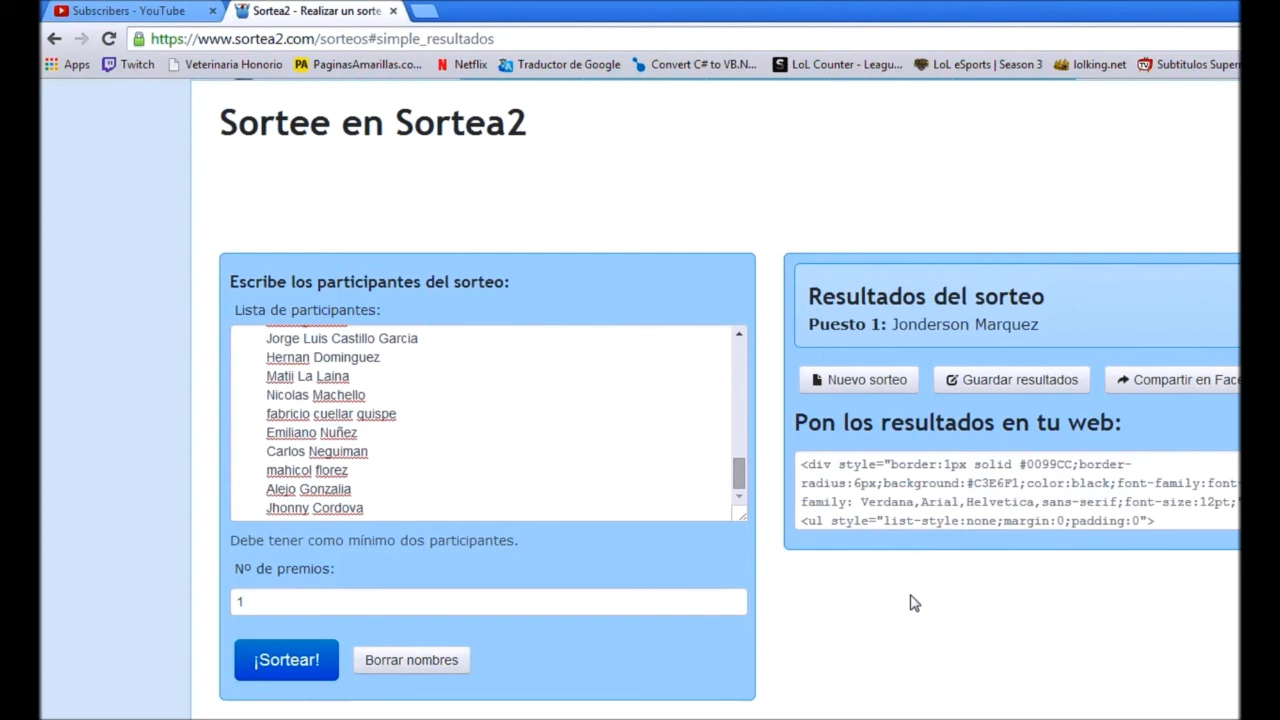 Subscribers - YouTube
Sortea2 - Realizar un sorte
https://www.sortea2.com/sorteos#simple_resultados
Apps Twitch Veterinaria Honorio PaginasAmarillas.co... Netflix Traductor de Google Convert C# to VB.N... LoL Counter - Leagu... LoL eSports | Season 3 lolking.net Subtitulos Super
Sortee en Sortea2
Escribe los participantes del sorteo:
Lista de participantes:
Jorge Luis Castillo Garcia
Hernan Dominguez
Matii La Laina
Nicolas Machello
fabricio cuellar quispe
Emiliano Nuñez
Carlos Neguiman
mahicol florez
Alejo Gonzalia
Jhonny Cordova
Debe tener como mínimo dos participantes.
Nº de premios:
1
¡Sortear!
Borrar nombres
Resultados del sorteo
Puesto 1: Jonderson Marquez
Nuevo sorteo
Guardar resultados
Compartir en Face
Pon los resultados en tu web:
<div style="border:1px solid #0099CC;border-
radius:6px;background:#C3E6F1;color:black;font-family:font-
family: Verdana,Arial,Helvetica,sans-serif;font-size:12pt;"
<ul style="list-style:none;margin:0;padding:0">